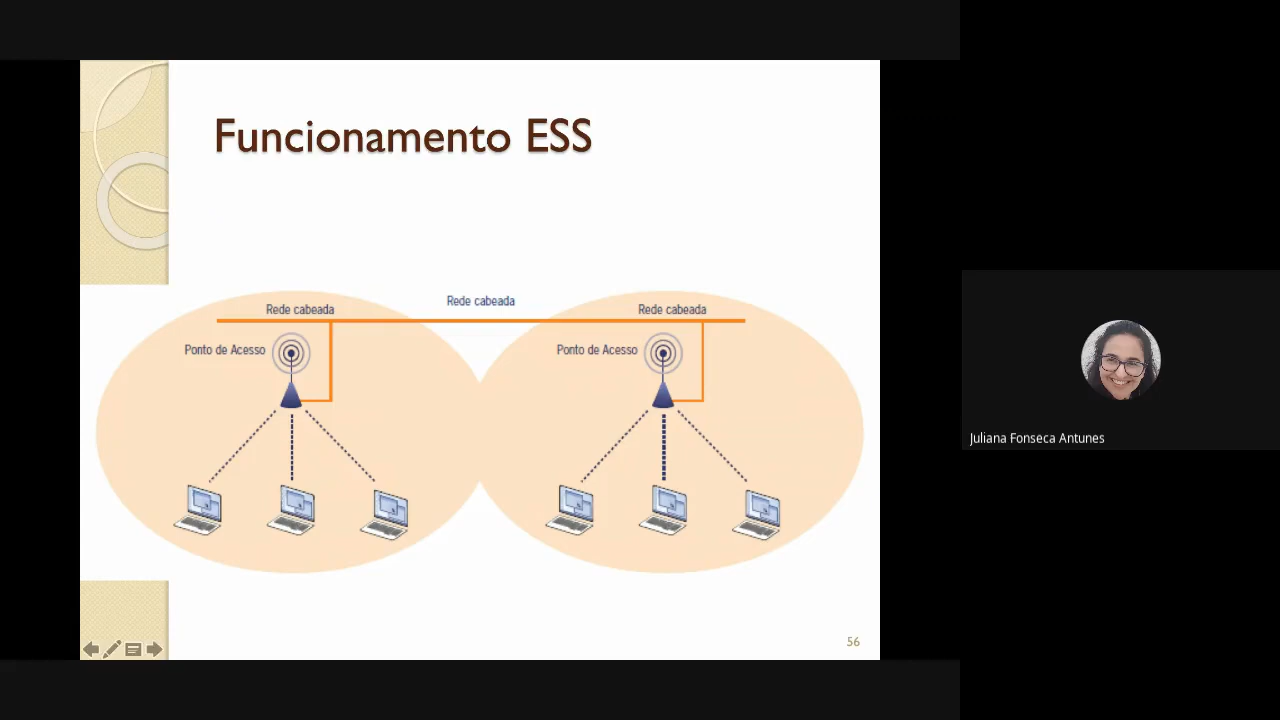 Funcionamento ESS
Rede cabeada
Rede cabeada
Rede cabeada
Ponto de Acesso
Ponto de Acesso
56
Juliana Fonseca Antunes